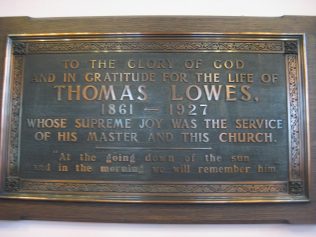 TO THE GLORY OF GOD
AND IN GRATITUDE FOR THE LIFE OF
THOMAS LOWES,
1861 — 1927
WHOSE SUPREME JOY WAS THE SERVICE
OF HIS MASTER AND THIS CHURCH.
"At the going down of the sun
and in the morning we will remember him